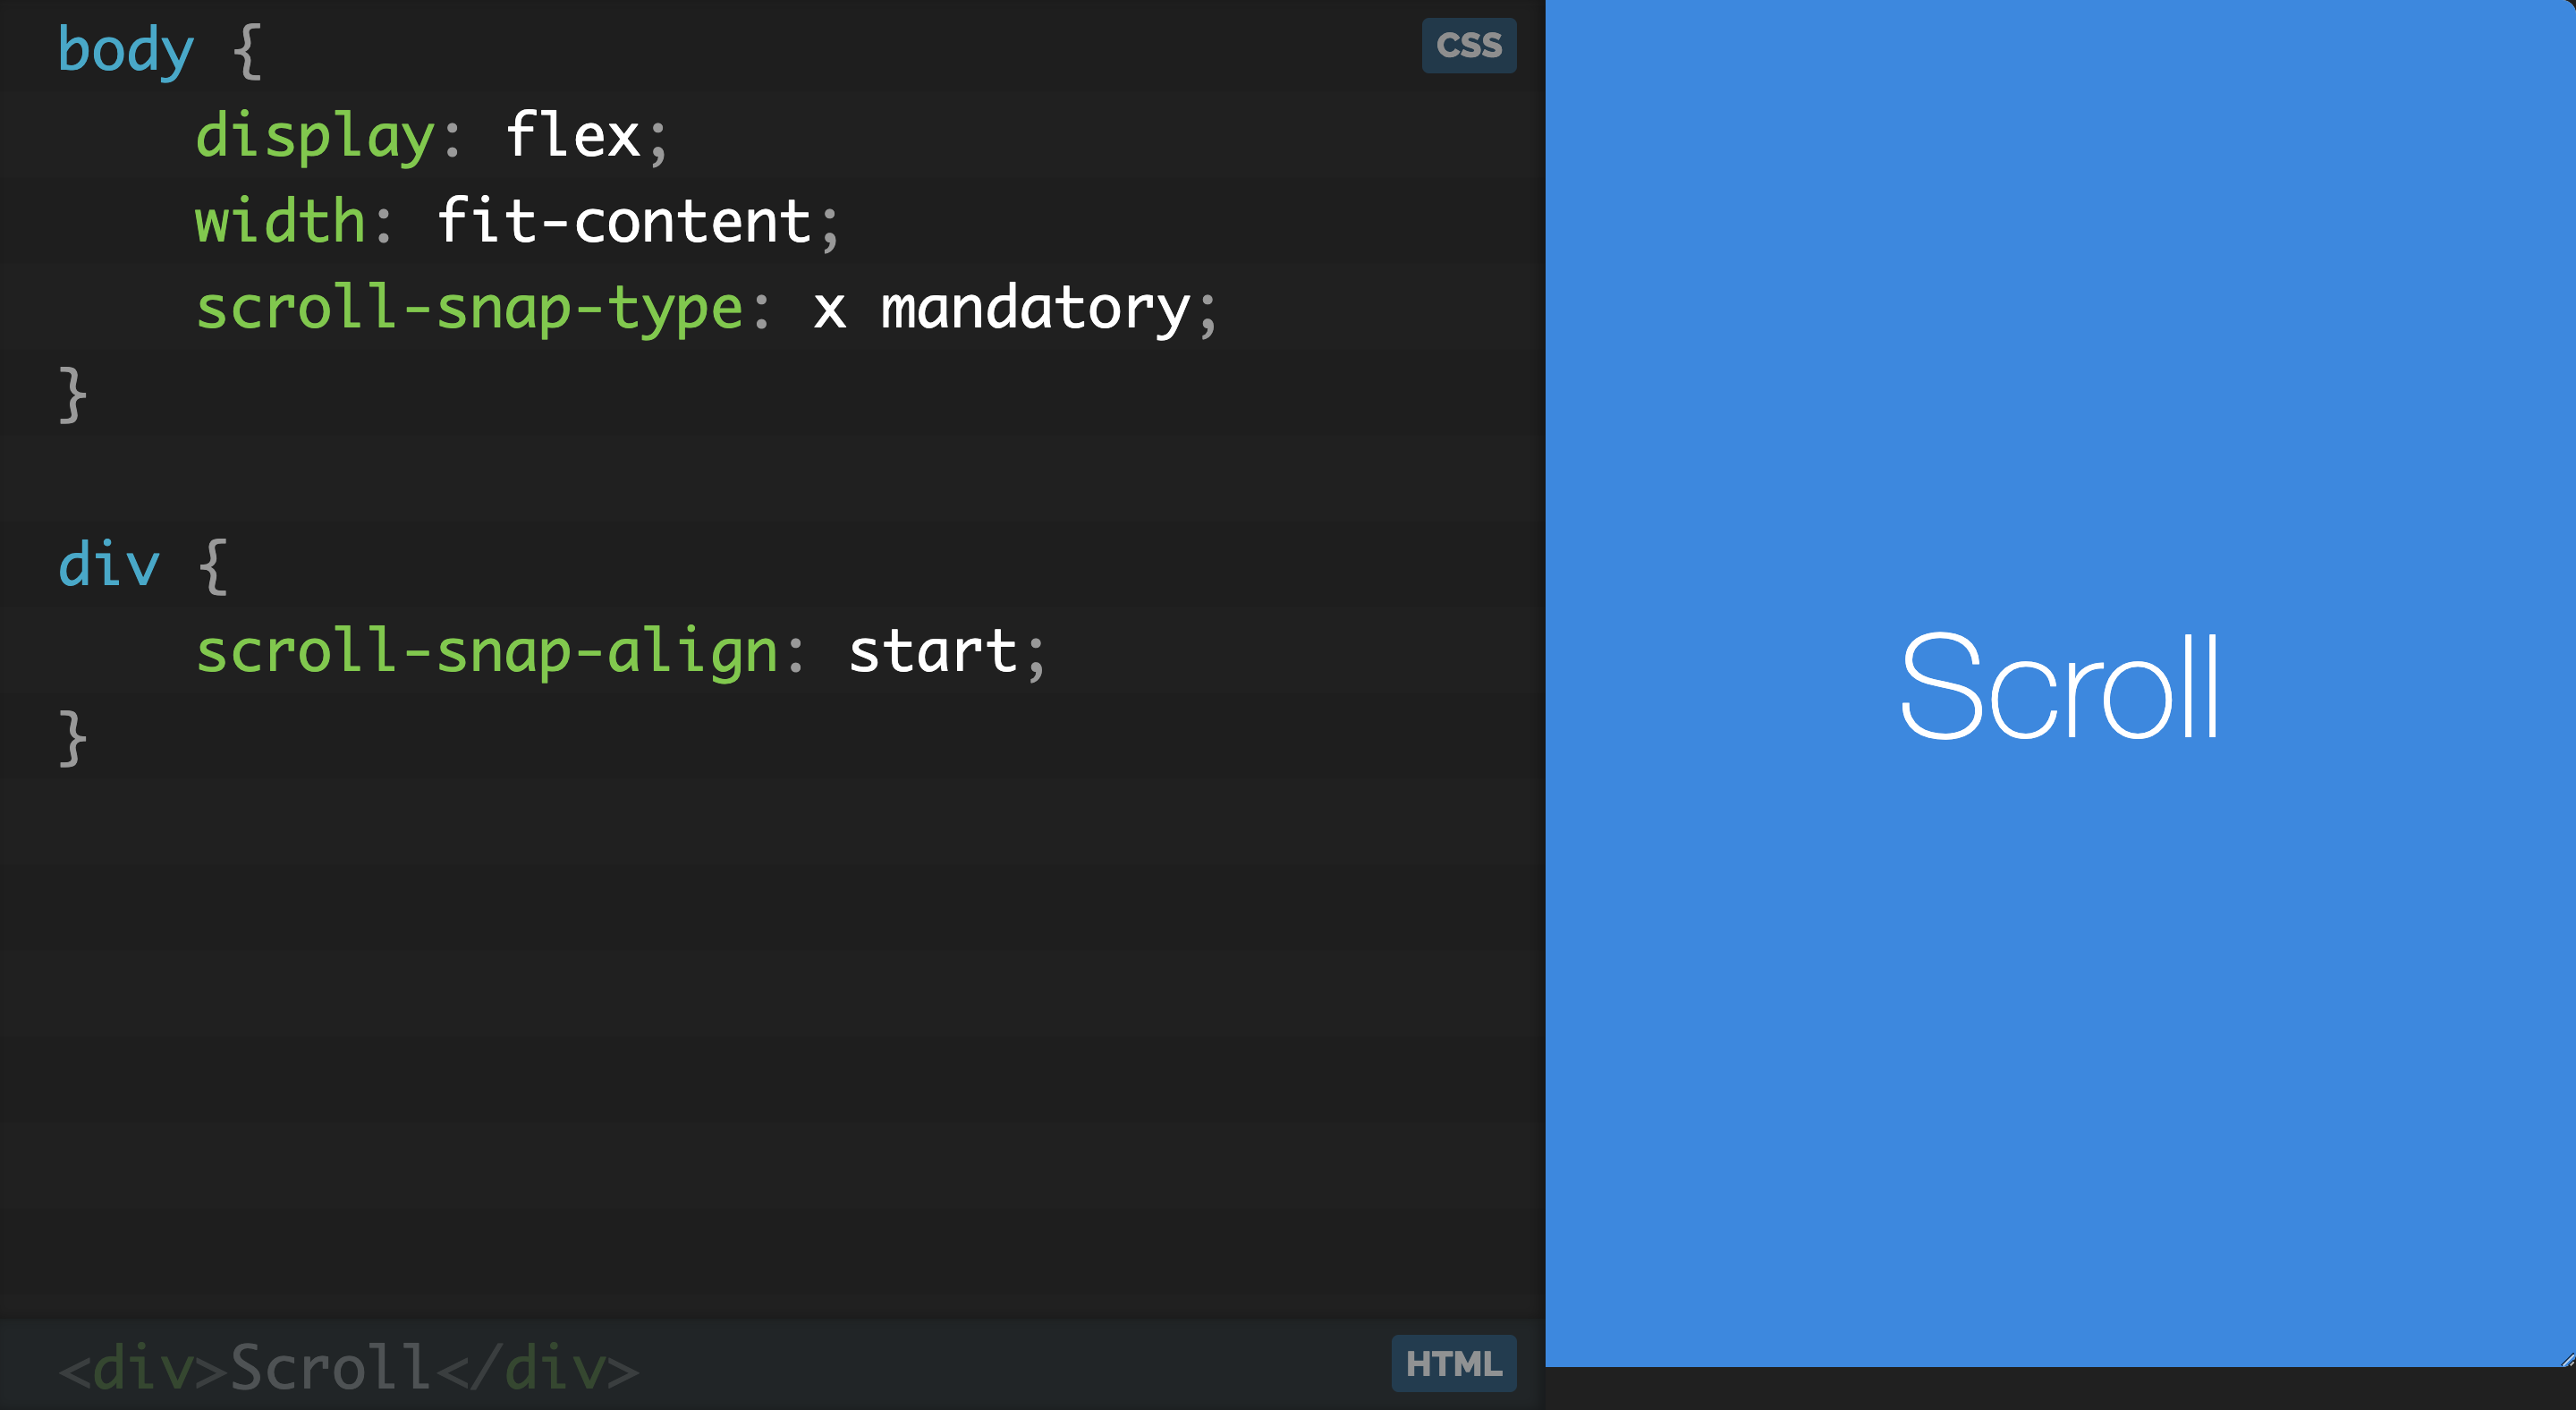 body {
    display: flex;
    width: fit-content;
    scroll-snap-type: x mandatory;
}
div {
    scroll-snap-align: start;
}
CSS
<div>Scroll</div>
HTML
Scroll